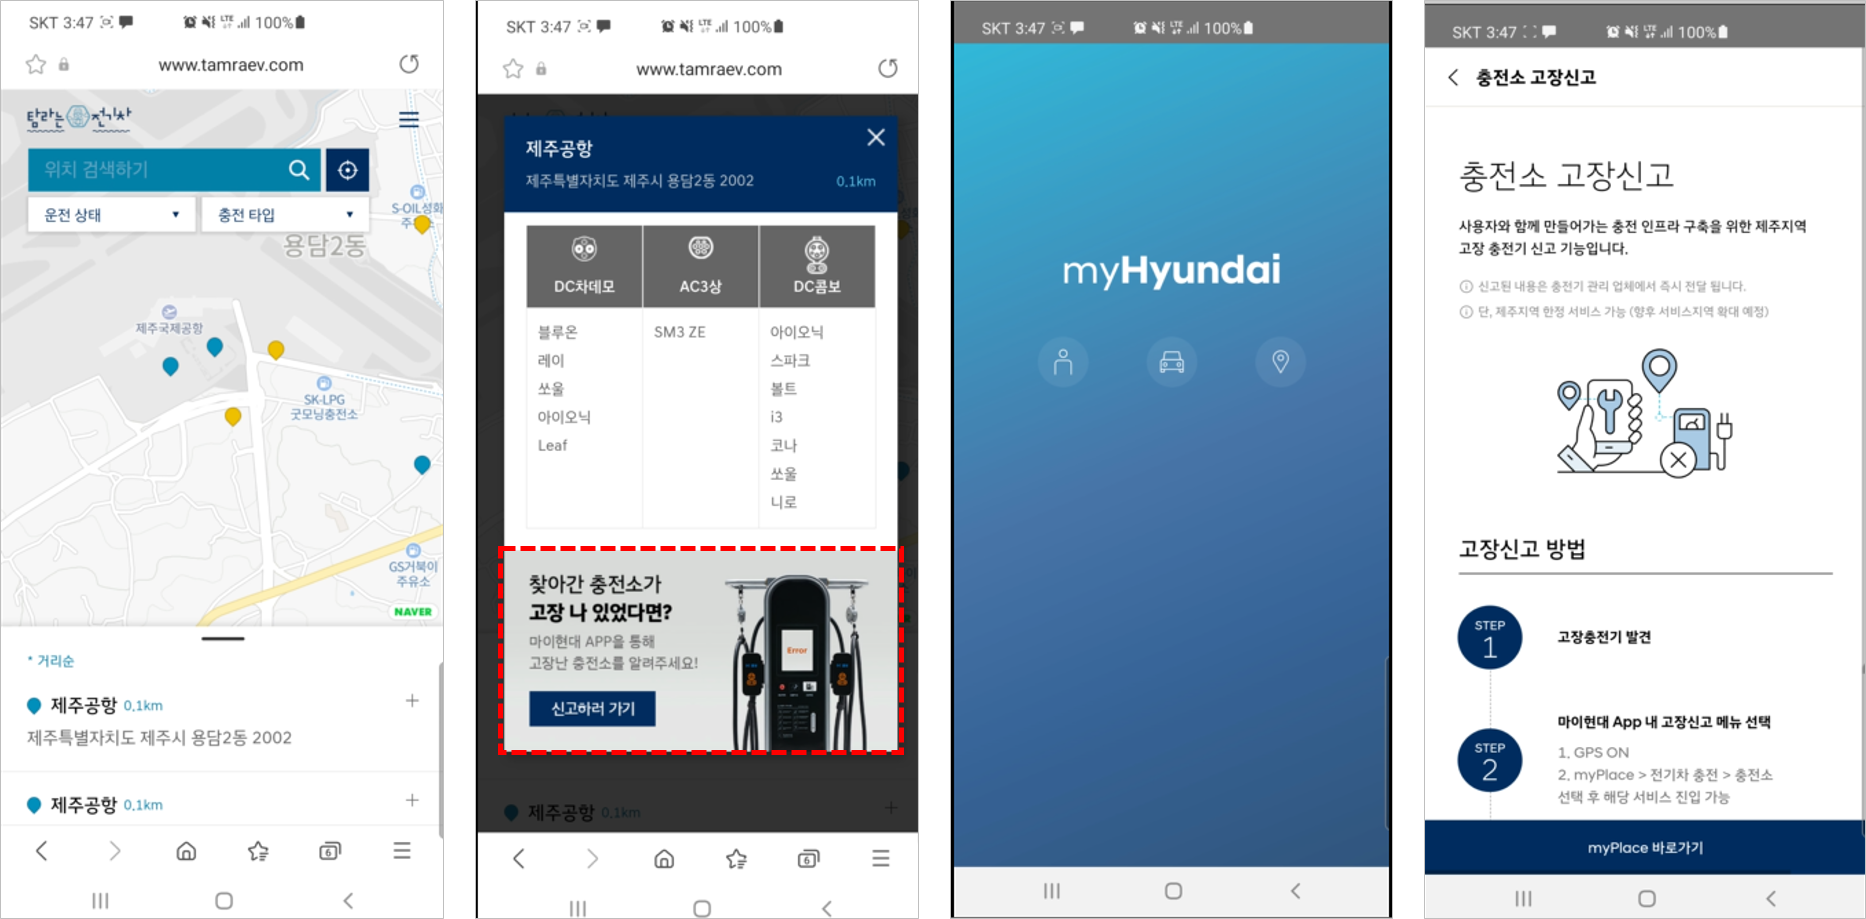 SKT 3:47
LTE
100%
www.tamraev.com
탐라는 전기차
위치 검색하기
운전 상태
충전 타입
S-OIL성화
주
용담2동
제주국제공항
SK-LPG
굿모닝충전소
GS거북이
주유소
NAVER
* 거리순
제주공항 0.1km
제주특별자치도 제주시 용담2동 2002
제주공항 0.1km
6
SKT 3:47
LTE
100%
www.tamraev.com
제주공항
제주특별자치도 제주시 용담2동 2002
0.1km
DC차데모
AC3상
DC콤보
블루온
레이
쏘울
아이오닉
Leaf
SM3 ZE
아이오닉
스파크
볼트
i3
코나
쏘울
니로
찾아간 충전소가
고장 나 있었다면?
마이현대 APP을 통해
고장난 충전소를 알려주세요!
신고하러 가기
Error
제주공항 0.1km
6
SKT 3:47
LTE
100%
myHyundai
SKT 3:47
LTE
100%
충전소 고장신고
충전소 고장신고
사용자와 함께 만들어가는 충전 인프라 구축을 위한 제주지역
고장 충전기 신고 기능입니다.
신고된 내용은 충전기 관리 업체에서 즉시 전달 됩니다.
단, 제주지역 한정 서비스 가능 (향후 서비스지역 확대 예정)
고장신고 방법
STEP
1
고장충전기 발견
STEP
2
마이현대 App 내 고장신고 메뉴 선택
1. GPS ON
2. myPlace > 전기차 충전 > 충전소
선택 후 해당 서비스 진입 가능
myPlace 바로가기